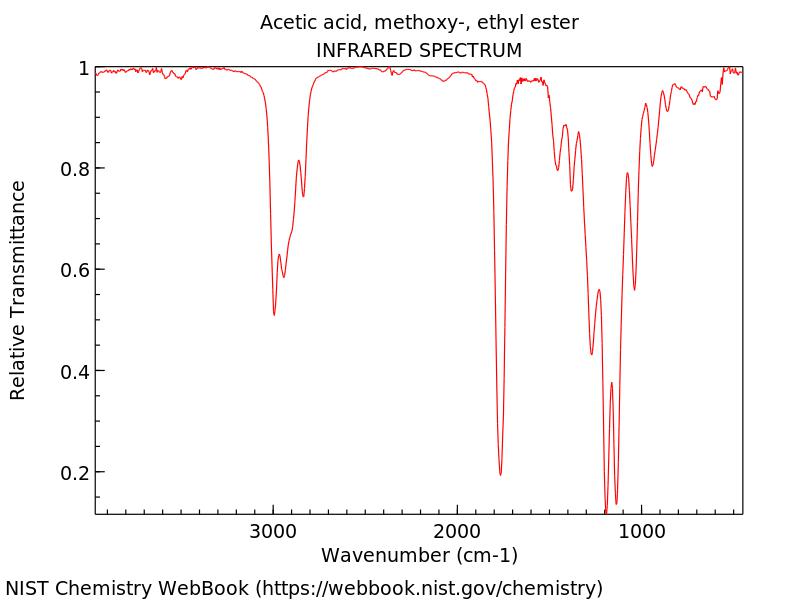 Acetic acid, methoxy-, ethyl ester
INFRARED SPECTRUM
1
0.8
0.6
0.4
0.2
Relative Transmittance
3000 2000 1000
Wavenumber (cm-1)
NIST Chemistry WebBook (https://webbook.nist.gov/chemistry)